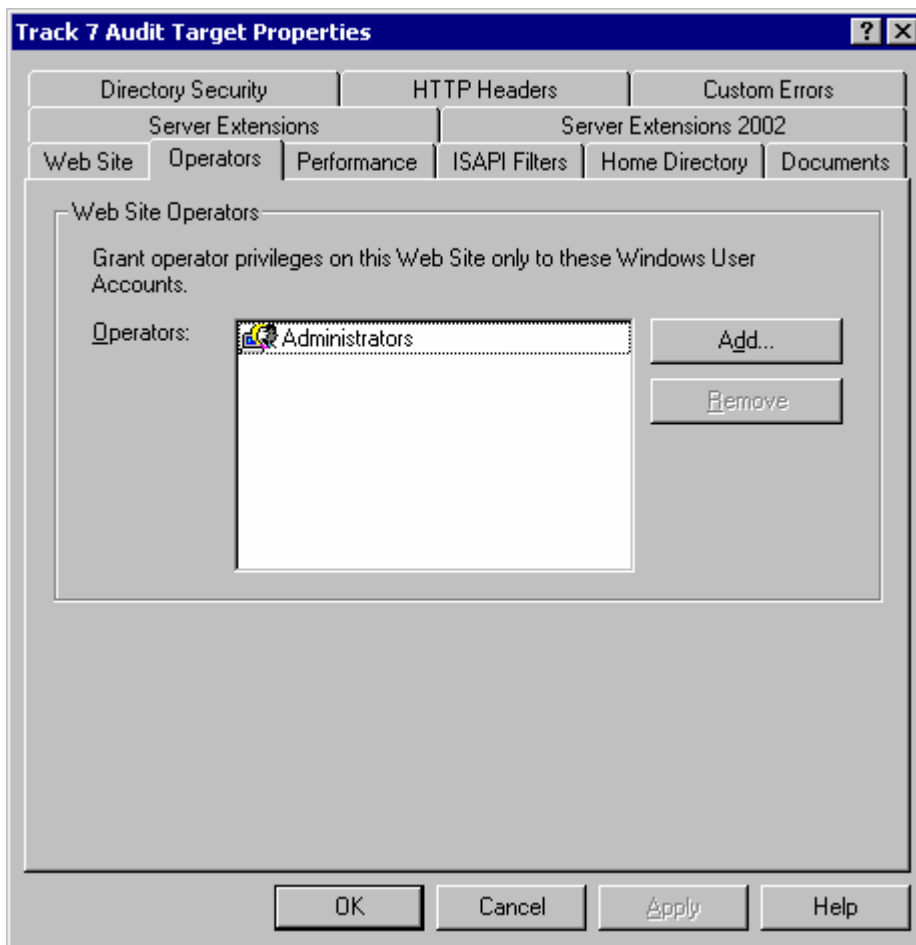 Track 7 Audit Target Properties
Directory Security HTTP Headers Custom Errors
Server Extensions Server Extensions 2002
Web Site Operators Performance ISAPI Filters Home Directory Documents
Web Site Operators
Grant operator privileges on this Web Site only to these Windows User
Accounts.
Operators: Administrators Add...
Remove
OK Cancel Apply Help